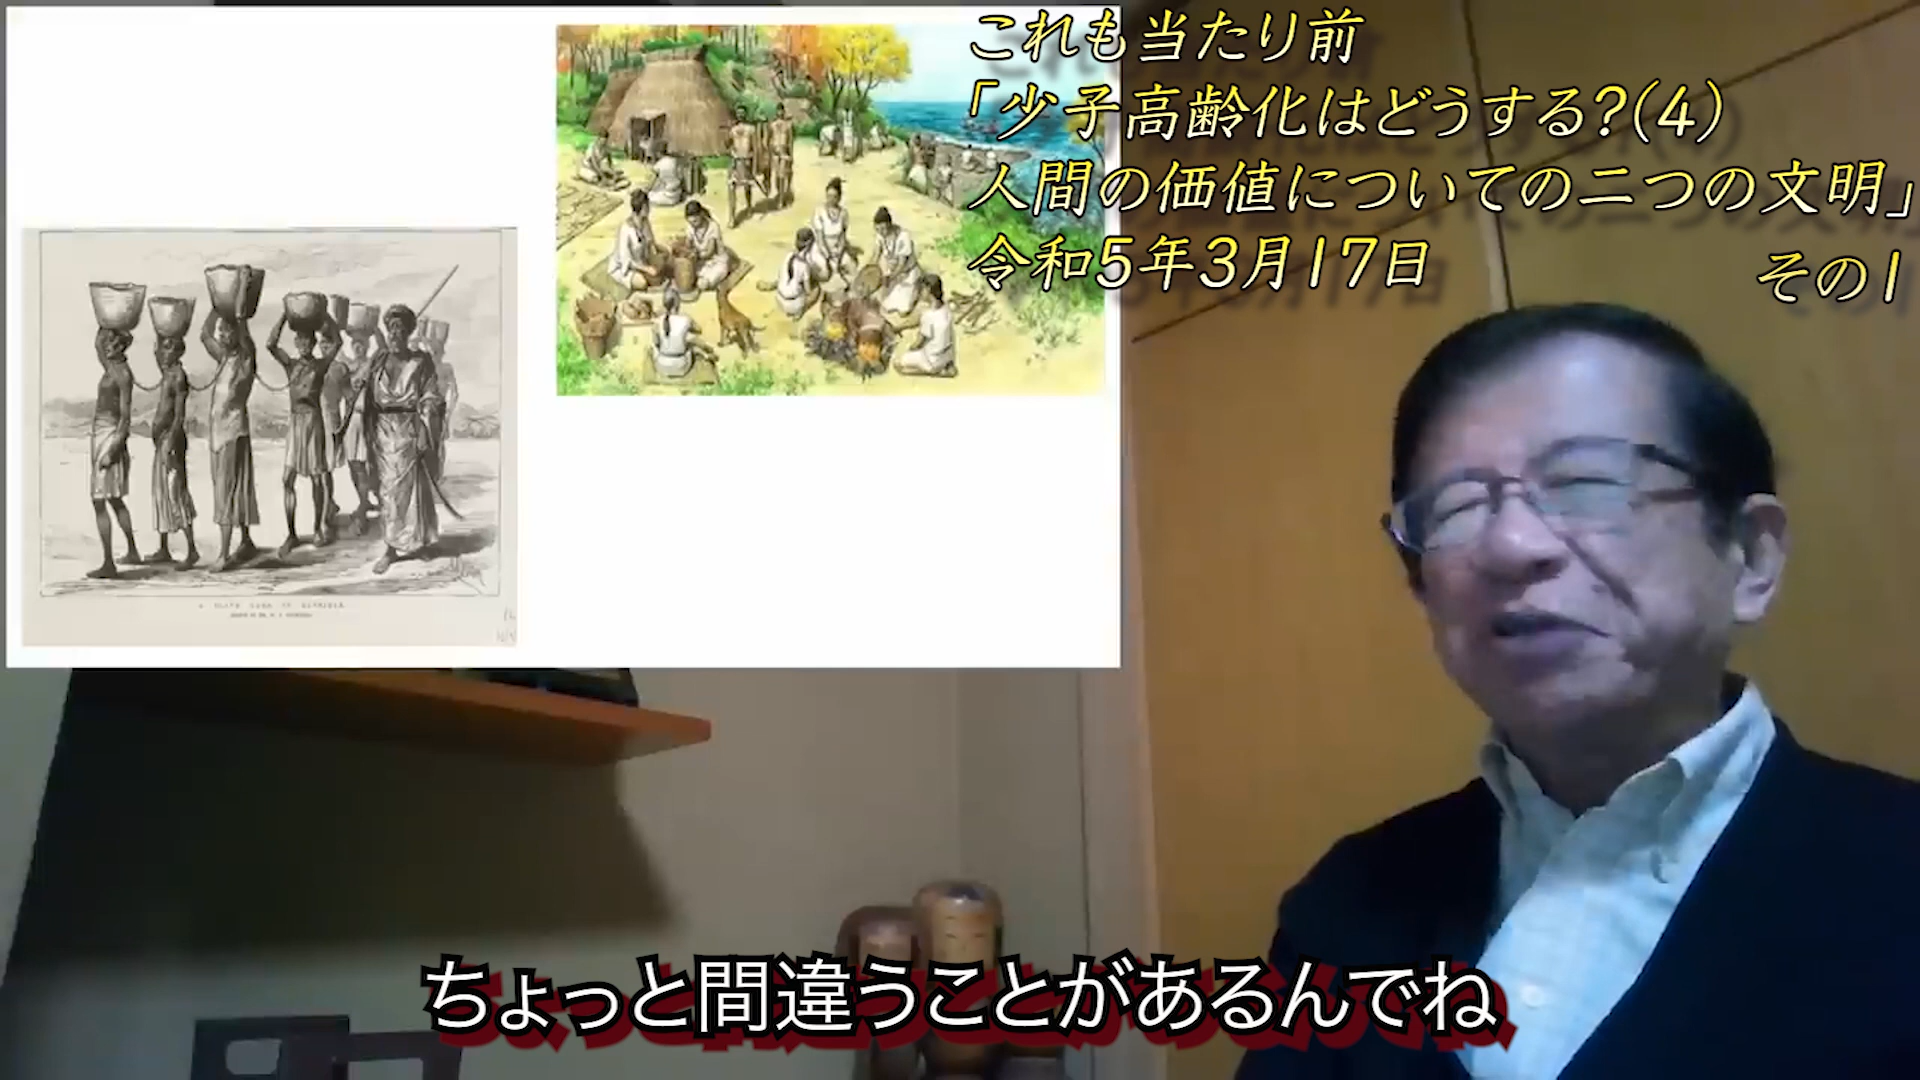 これも当たり前
「少子高齢化はどうする?(4)
人間の価値についての二つの文明」
令和5年3月17日
その1
ちょっと間違うことがあるんでね